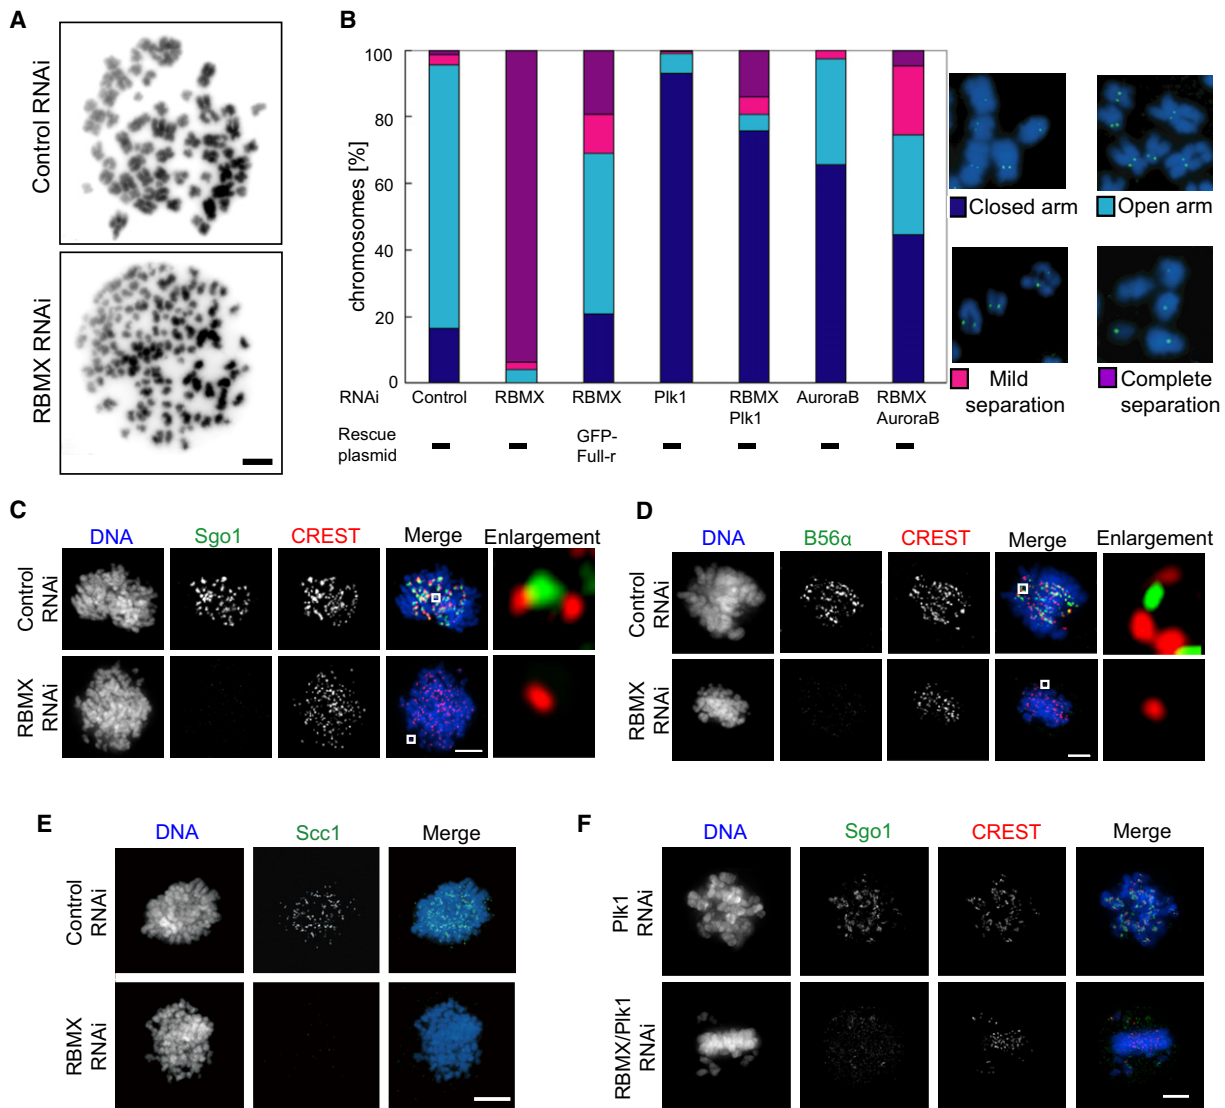 A
Control RNAi
RBMX RNAi
B
chromosomes [%]
100
80
60
40
20
0
RNAi
Control
RBMX
RBMX
Plk1
RBMX
Plk1
AuroraB
RBMX
AuroraB
Rescue
plasmid
GFP-
Full-r
Closed arm
Open arm
Mild
separation
Complete
separation
C
DNA
Sgo1
CREST
Merge
Enlargement
Control
RNAi
RBMX
RNAi
D
DNA
B56α
CREST
Merge
Enlargement
Control
RNAi
RBMX
RNAi
E
DNA
Scc1
Merge
Control
RNAi
RBMX
RNAi
F
DNA
Sgo1
CREST
Merge
Plk1
RNAi
RBMX/Plk1
RNAi